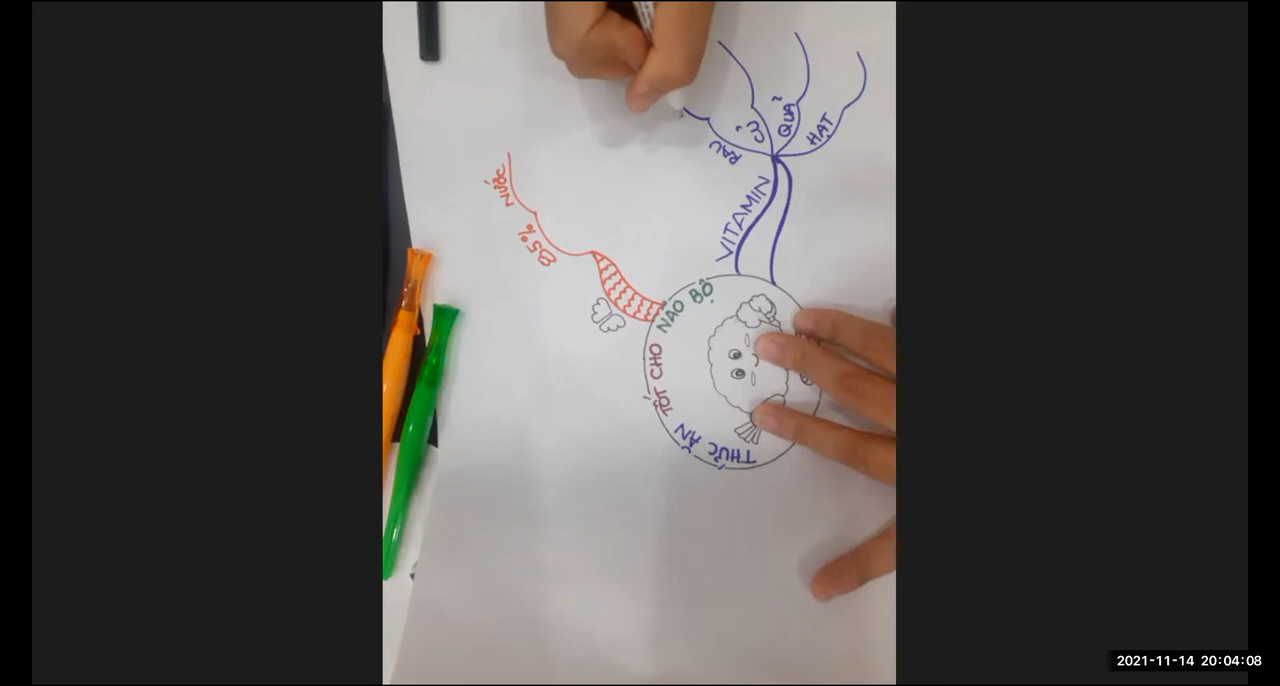 THỨC ĂN TỐT CHO NÃO BỘ
85% NƯỚC
VITAMIN
RAU
CỦ
QUẢ
HẠT
2021-11-14 20:04:08